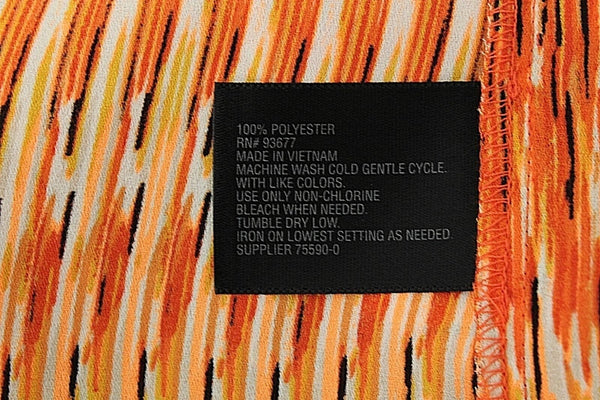 100% POLYESTER
RN# 93677
MADE IN VIETNAM
MACHINE WASH COLD GENTLE CYCLE.
WITH LIKE COLORS.
USE ONLY NON-CHLORINE
BLEACH WHEN NEEDED.
TUMBLE DRY LOW.
IRON ON LOWEST SETTING AS NEEDED.
SUPPLIER 75590-0